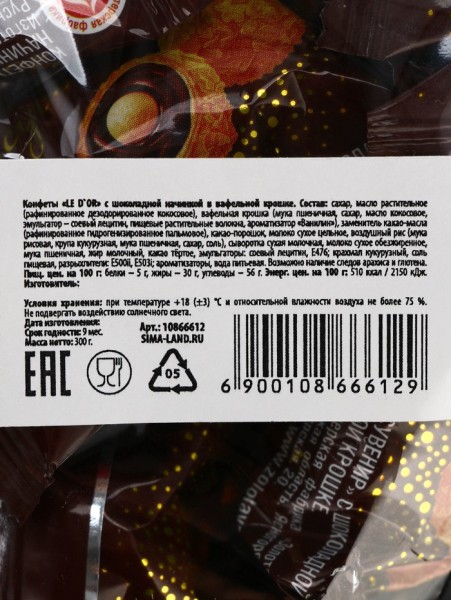 Конфеты «LE D'OR» с шоколадной начинкой в вафельной крошке. Состав: сахар, масло растительное
(рафинированное дезодорированное кокосовое), вафельная крошка (мука пшеничная, сахар, масло кокосовое,
эмульгатор – соевый лецитин, пищевые растительные волокна, ароматизатор «Ванилин»), заменитель какао-масла
(рафинированное гидрогенизированное пальмовое), какао-порошок, молоко сухое цельное, воздушный рис (мука
рисовая, крупа кукурузная, мука пшеничная, сахар, соль), сыворотка сухая молочная, молоко сухое обезжиренное,
мука пшеничная, жир молочный, какао тёртое, эмульгаторы: соевый лецитин, Е476; крахмал кукурузный, соль
пищевая, разрыхлители: E500ii, E503i; ароматизаторы, вода питьевая. Возможно наличие следов арахиса и глютена.
Пищ. цен. на 100 г: белки – 5 г, жиры – 30 г, углеводы – 56 г. Энерг. цен. на 100 г: 510 ккал / 2150 кДж.
Изготовитель:
Условия хранения: при температуре +18 (±3) °C и относительной влажности воздуха не более 75 %.
Не подвергать воздействию солнечного света.
Дата изготовления:
Срок годности: 9 мес.
Масса нетто: 300 г.
Арт.: 10866612
SIMA-LAND.RU
EAC
05
6 900108 666129
СУВЕНИР" С ШОКОЛАДНОЙ
КРОШКЕ